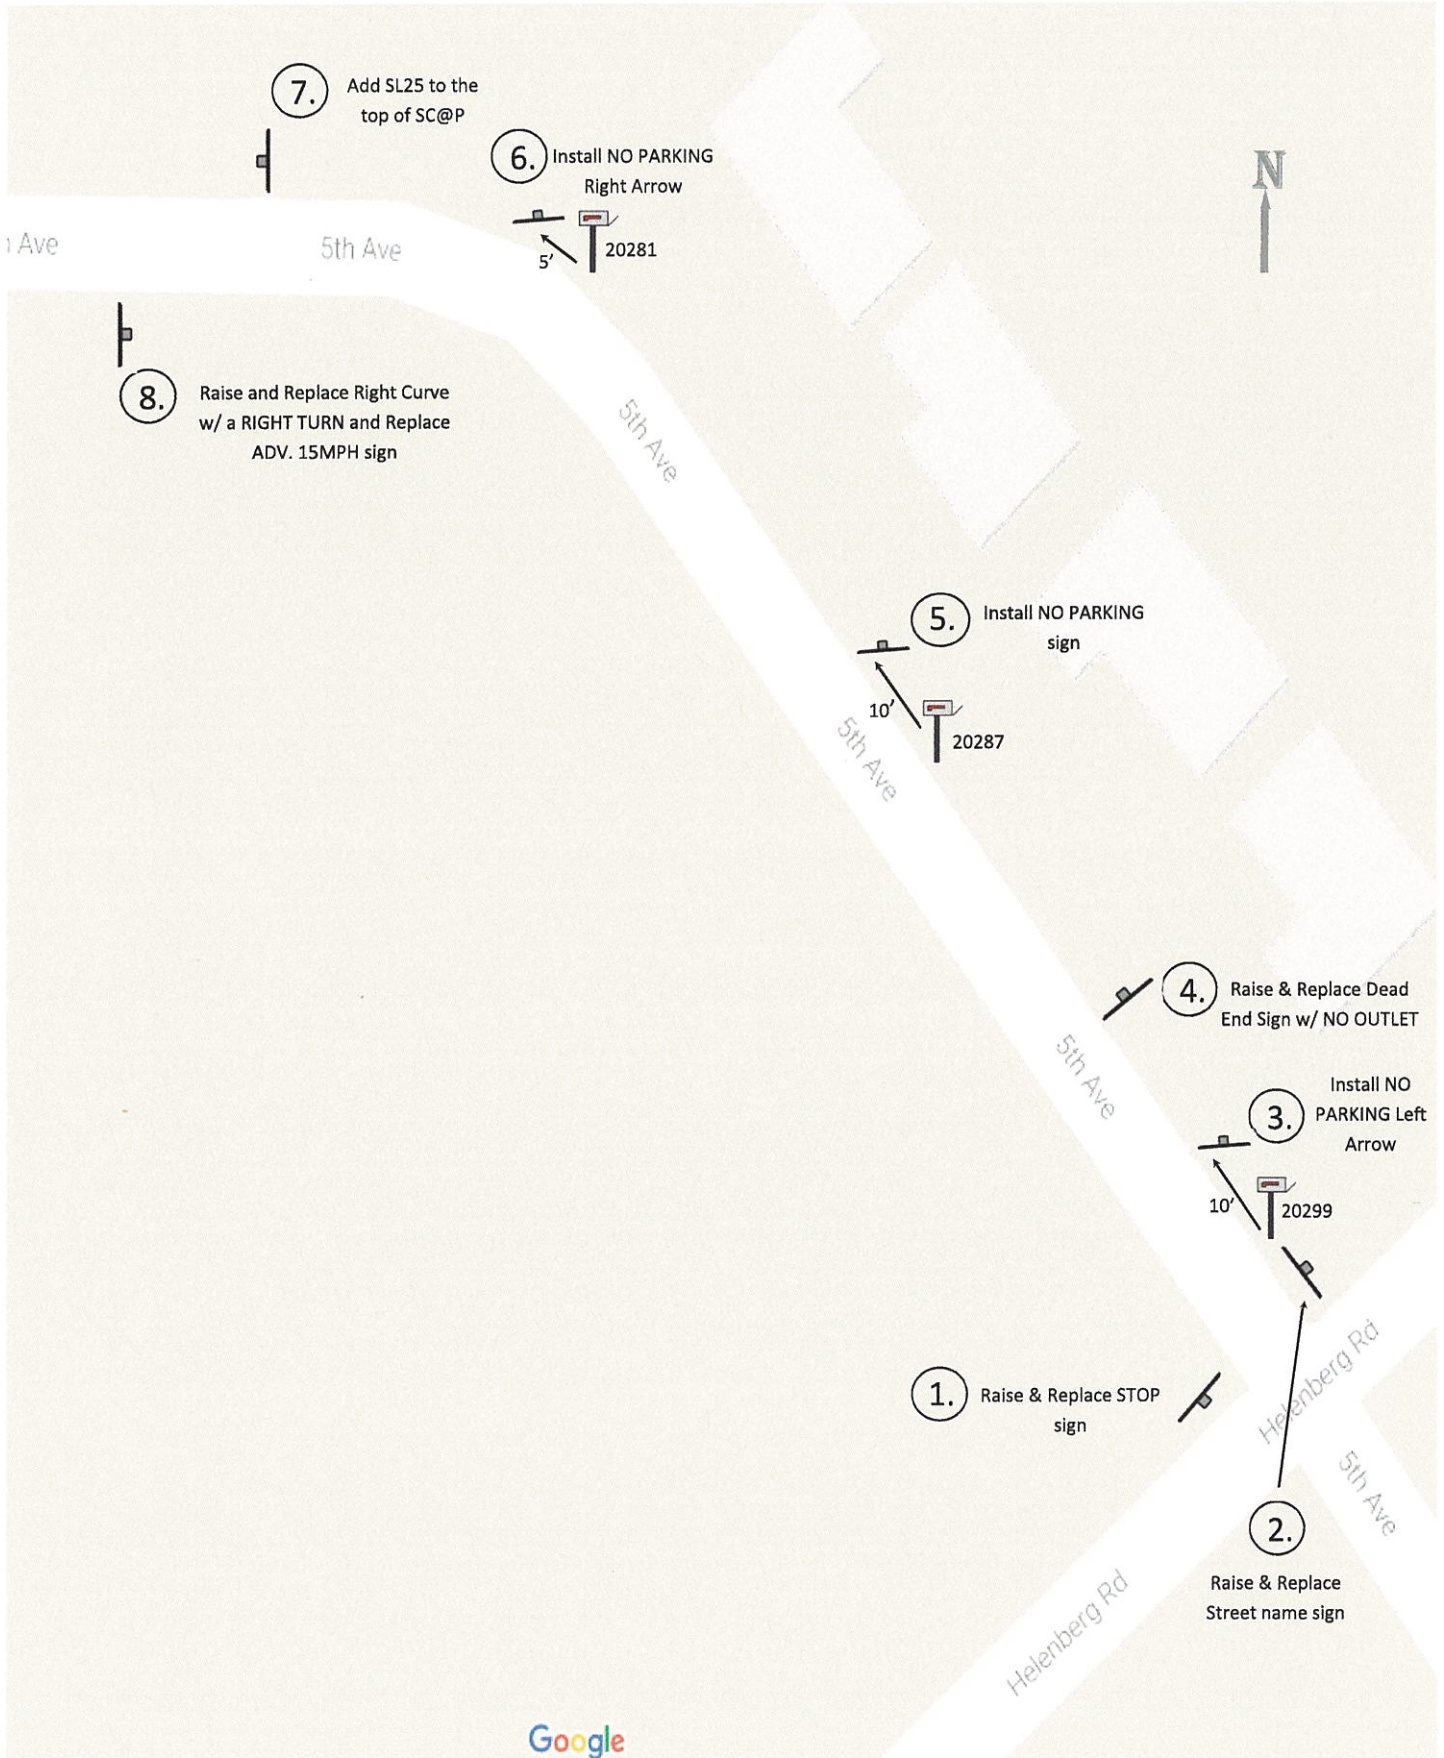 7.
Add SL25 to the
top of SC@P
6.
Install NO PARKING
Right Arrow
N
Ave
5th Ave
5'
20281
8.
Raise and Replace Right Curve
w/ a RIGHT TURN and Replace
ADV. 15MPH sign
5th Ave
5.
Install NO PARKING
sign
10'
20287
5th Ave
4.
Raise & Replace Dead
End Sign w/ NO OUTLET
5th Ave
3.
Install NO
PARKING Left
Arrow
10'
20299
1.
Raise & Replace STOP
sign
Helenberg Rd
5th Ave
2.
Raise & Replace
Street name sign
Helenberg Rd
Google